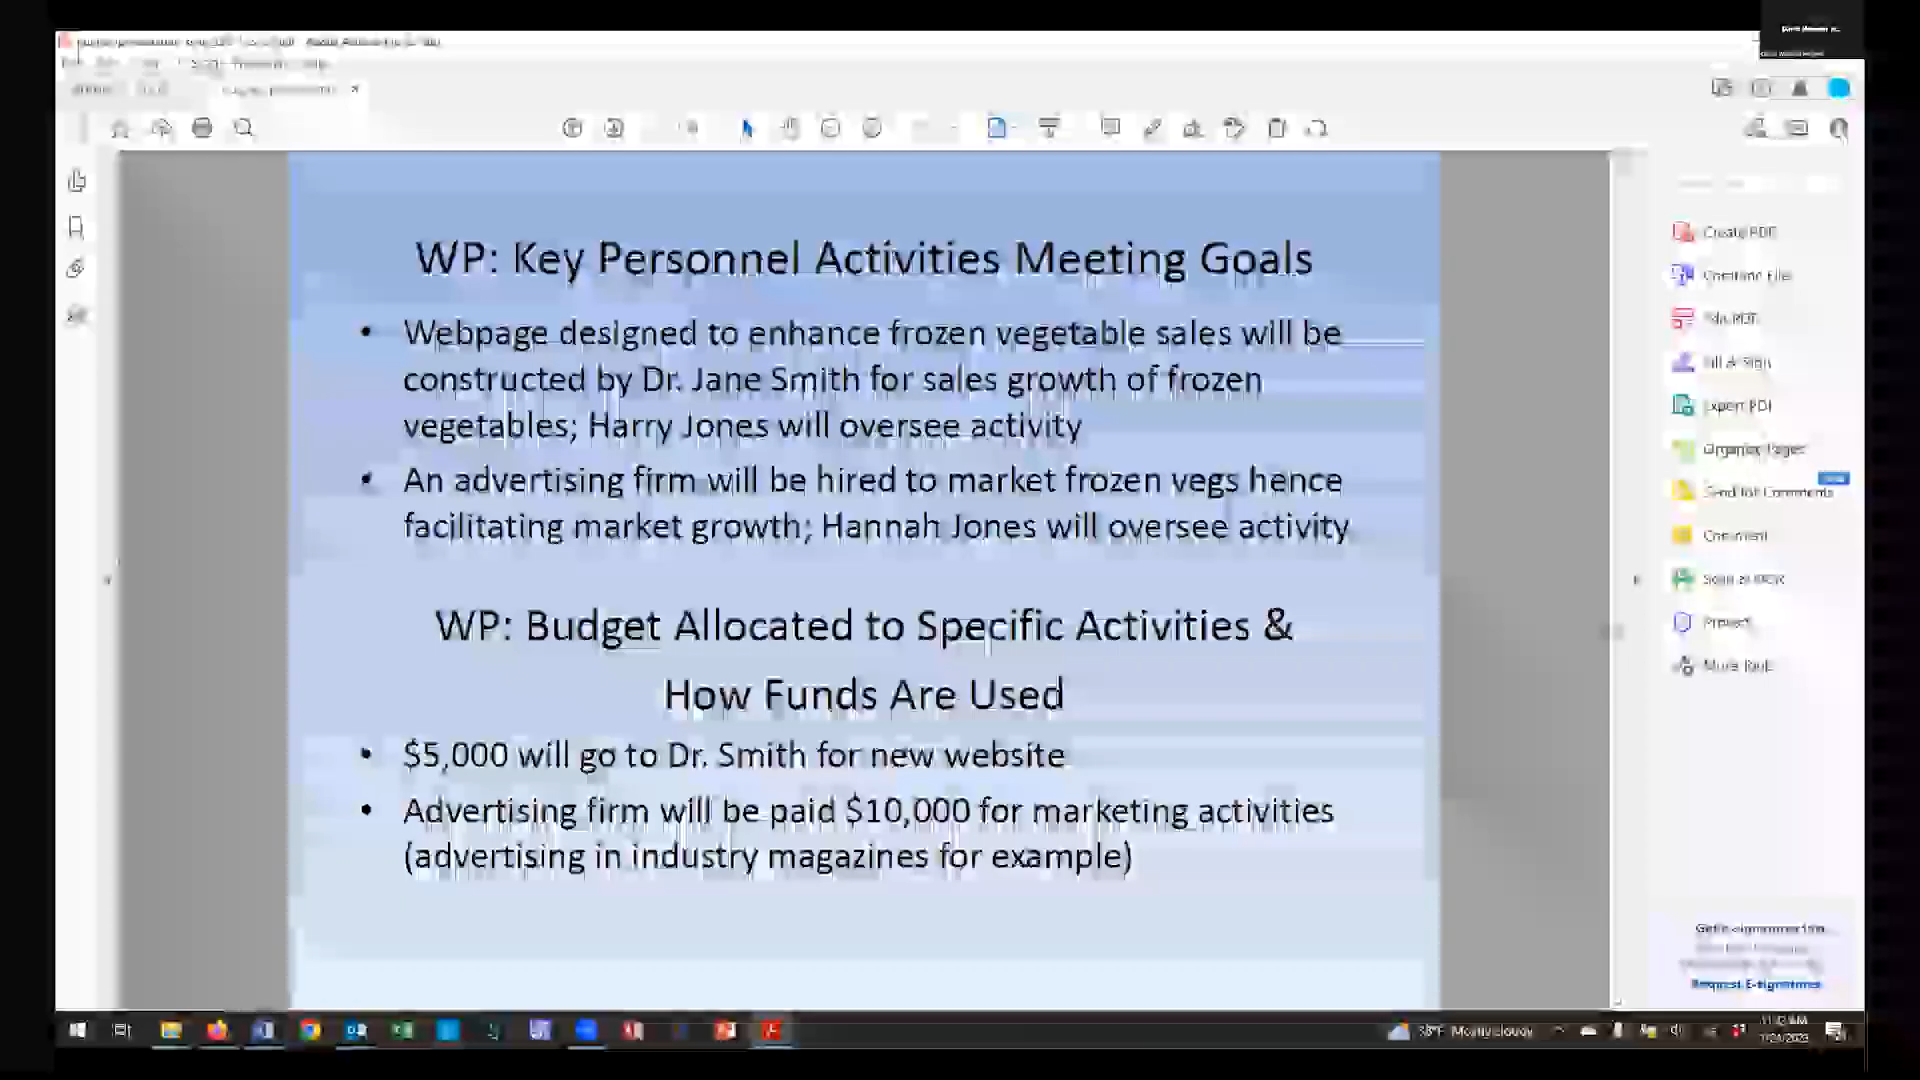 WP: Key Personnel Activities Meeting Goals
• Webpage designed to enhance frozen vegetable sales will be
constructed by Dr. Jane Smith for sales growth of frozen
vegetables; Harry Jones will oversee activity
• An advertising firm will be hired to market frozen vegs hence
facilitating market growth; Hannah Jones will oversee activity
WP: Budget Allocated to Specific Activities &
How Funds Are Used
• $5,000 will go to Dr. Smith for new website
• Advertising firm will be paid $10,000 for marketing activities
(advertising in industry magazines for example)
Create PDF
Edit PDF
Fill & Sign
Export PDF
Organize Pages
Send for Comments
Comment
Scan & OCR
Protect
More Tools
Request E-signatures
Mostly cloudy